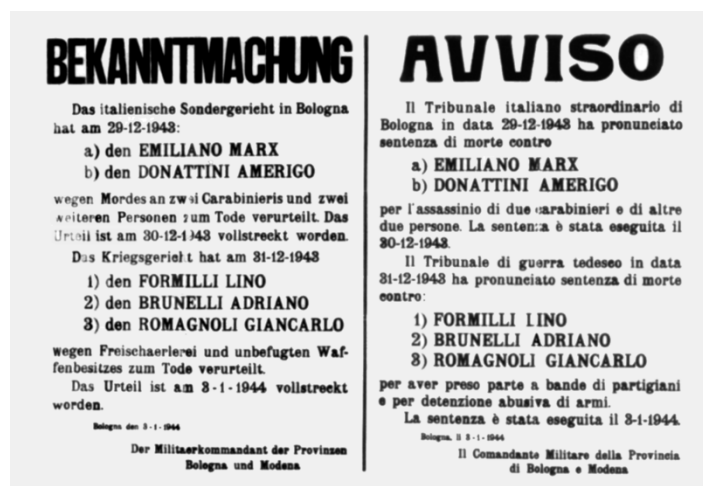 BEKANNTMACHUNG
Das italienische Sondergericht in Bologna
hat am 29-12-1943:
a) den EMILIANO MARX
b) den DONATTINI AMERIGO
wegen Mordes an zwei Carabinieris und zwei
weiteren Personen zum Tode verurteilt. Das
Urteil ist am 30-12-1943 vollstreckt worden.
Das Kriegsgericht hat am 31-12-1943
1) den FORMILLI LINO
2) den BRUNELLI ADRIANO
3) den ROMAGNOLI GIANCARLO
wegen Freischaerlerei und unbefugten Waf-
fenbesitzes zum Tode verurteilt.
Das Urteil ist am 3-1-1944 vollstreckt
worden.
Bologna den 3-1-1944
Der Militaerkommandant der Provinzen
Bologna und Modena
AVVISO
Il Tribunale italiano straordinario di
Bologna in data 29-12-1943 ha pronunciato
sentenza di morte contro
a) EMILIANO MARX
b) DONATTINI AMERIGO
per l'assassinio di due carabinieri e di altre
due persone. La sentenza è stata eseguita il
30-12-1943.
Il Tribunale di guerra tedesco in data
31-12-1943 ha pronunciato sentenza di morte
contro:
1) FORMILLI LINO
2) BRUNELLI ADRIANO
3) ROMAGNOLI GIANCARLO
per aver preso parte a bande di partigiani
e per detenzione abusiva di armi.
La sentenza è stata eseguita il 3-1-1944.
Bologna, li 3-1-1944
Il Comandante Militare della Provincia
di Bologna e Modena